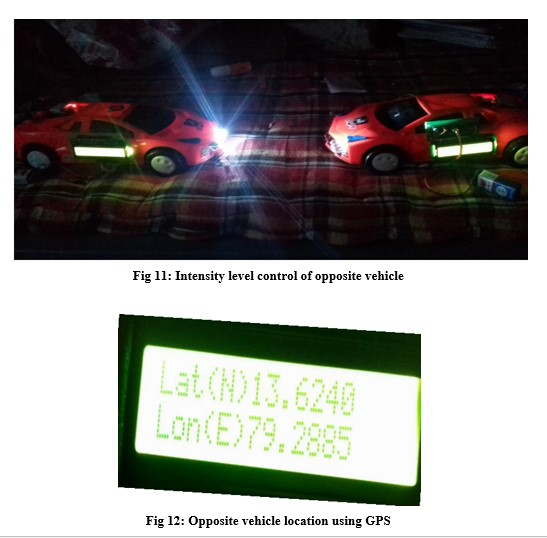 Fig 11: Intensity level control of opposite vehicle
Lat(N)13.6240
Lon(E)79.2885
Fig 12: Opposite vehicle location using GPS